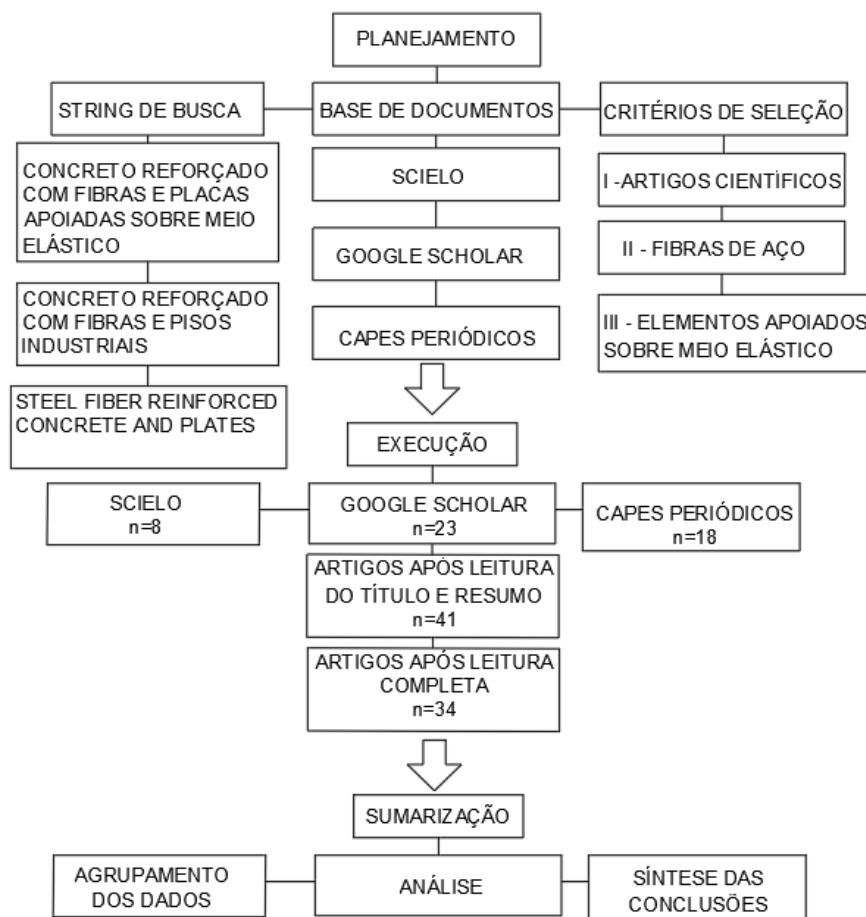 PLANEJAMENTO
STRING DE BUSCA
BASE DE DOCUMENTOS
CRITÉRIOS DE SELEÇÃO
CONCRETO REFORÇADO
COM FIBRAS E PLACAS
APOIADAS SOBRE MEIO
ELÁSTICO
CONCRETO REFORÇADO
COM FIBRAS E PISOS
INDUSTRIAIS
STEEL FIBER REINFORCED
CONCRETE AND PLATES
SCIELO
GOOGLE SCHOLAR
CAPES PERIÓDICOS
I -ARTIGOS CIENTÍFICOS
II - FIBRAS DE AÇO
III - ELEMENTOS APOIADOS
SOBRE MEIO ELÁSTICO
EXECUÇÃO
SCIELO
n=8
GOOGLE SCHOLAR
n=23
CAPES PERIÓDICOS
n=18
ARTIGOS APÓS LEITURA
DO TÍTULO E RESUMO
n=41
ARTIGOS APÓS LEITURA
COMPLETA
n=34
SUMARIZAÇÃO
AGRUPAMENTO
DOS DADOS
ANÁLISE
SÍNTESE DAS
CONCLUSÕES